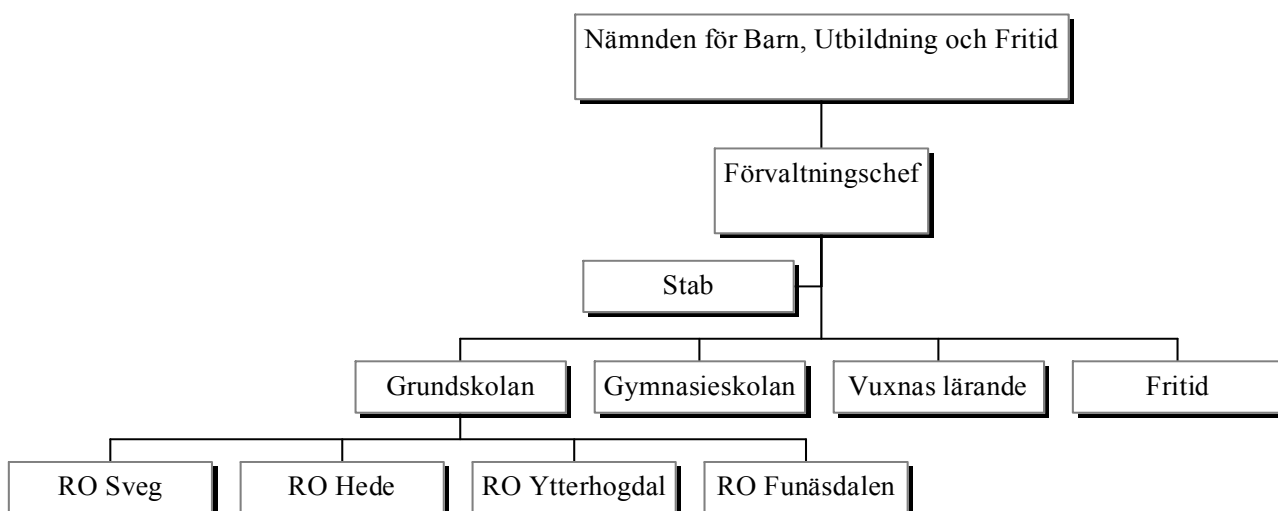 Nämnden för Barn, Utbildning och Fritid
Förvaltningschef
Stab
Grundskolan
Gymnasieskolan
Vuxnas lärande
Fritid
RO Sveg
RO Hede
RO Ytterhogdal
RO Funäsdalen